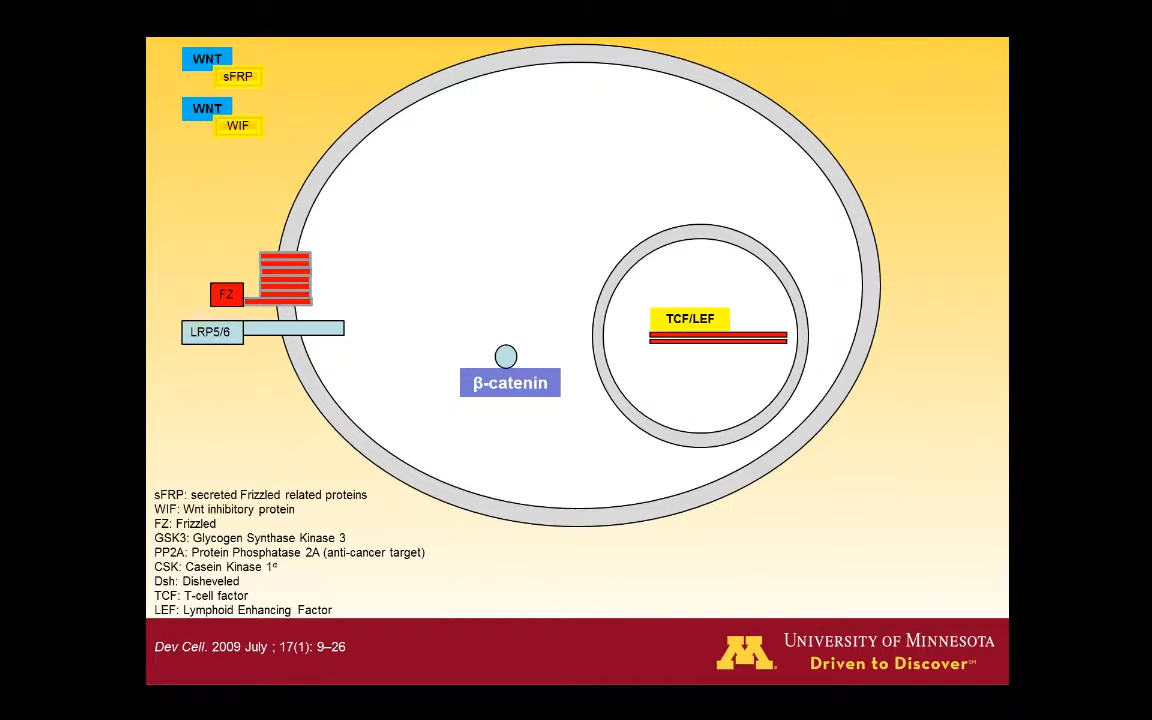 WNT
sFRP
WNT
WIF
FZ
LRP5/6
TCF/LEF
β-catenin
sFRP: secreted Frizzled related proteins
WIF: Wnt inhibitory protein
FZ: Frizzled
GSK3: Glycogen Synthase Kinase 3
PP2A: Protein Phosphatase 2A (anti-cancer target)
CSK: Casein Kinase 1α
Dsh: Disheveled
TCF: T-cell factor
LEF: Lymphoid Enhancing Factor
Dev Cell. 2009 July ; 17(1): 9–26
M
UNIVERSITY OF MINNESOTA
Driven to Discover℠